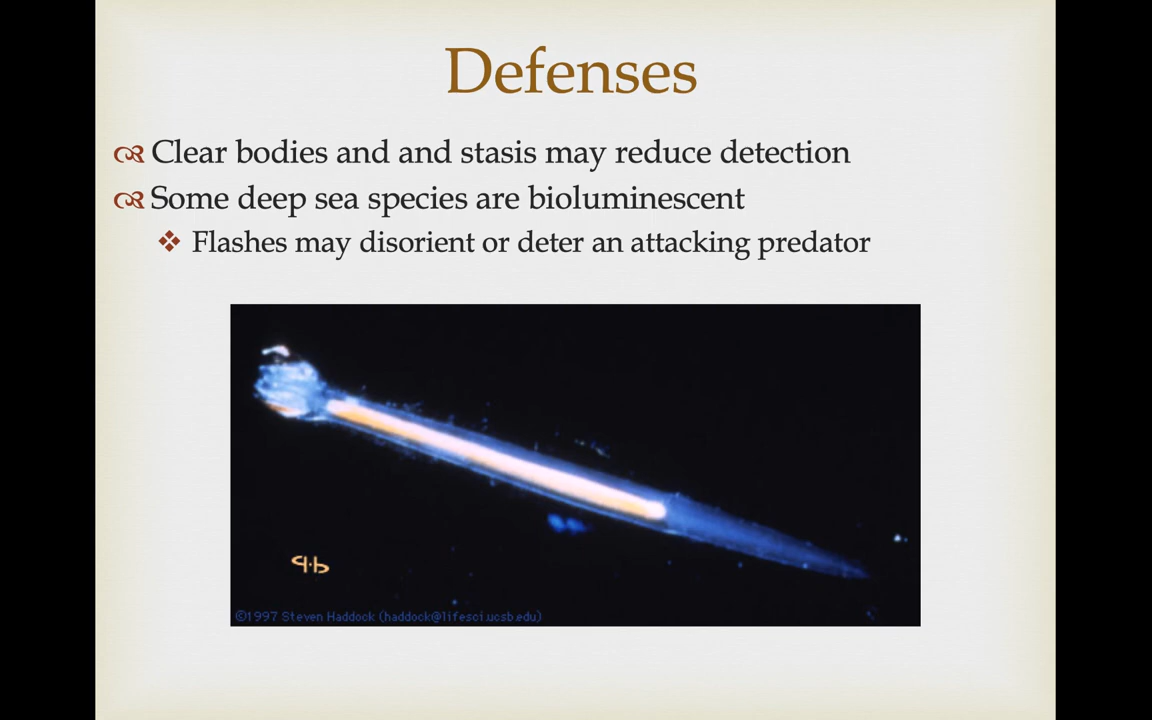 Defenses
Clear bodies and and stasis may reduce detection
Some deep sea species are bioluminescent
Flashes may disorient or deter an attacking predator
©1997 Steven Haddock (haddock@lifesci.ucsb.edu)